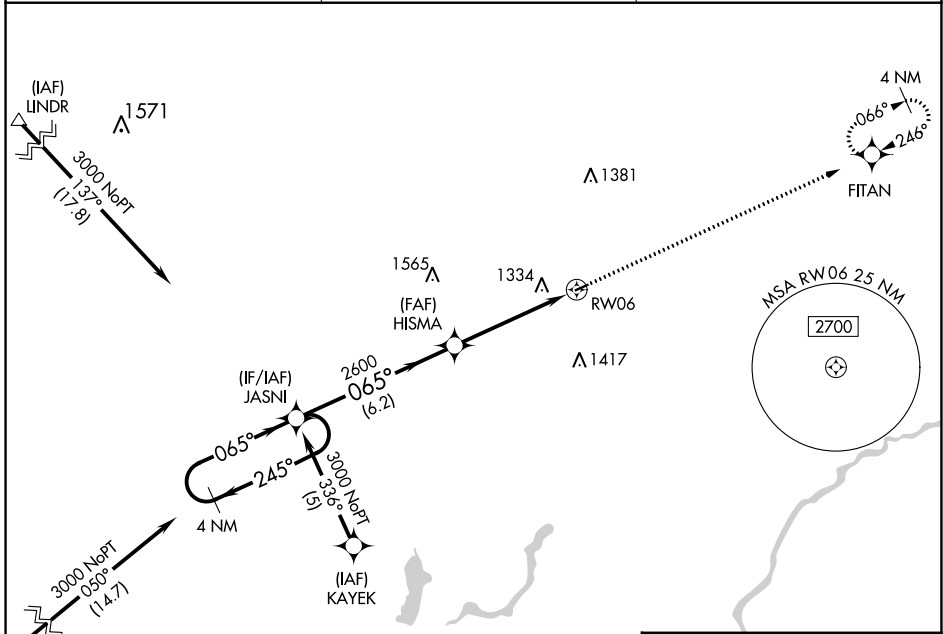 (IAF)
LINDR
1571
3000 NoPT
137°
(17.8)
4 NM
066°
246°
FITAN
1381
1565
1334
(FAF)
HISMA
RW06
MSA RW06 25 NM
2700
1417
(IF/IAF)
JASNI
2600
065°
(6.2)
065°
245°
4 NM
3000 NoPT
336°
(5)
(IAF)
KAYEK
3000 NoPT
050°
(14.7)